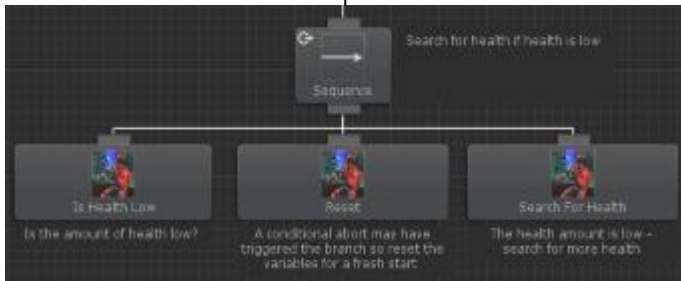 Search for health if health is low
Sequence
Is Health Low
Reset
Search For Health
Is the amount of health low?
A conditional abort may have
triggered the branch so reset the
variables for a fresh start
The health amount is low -
search for more health